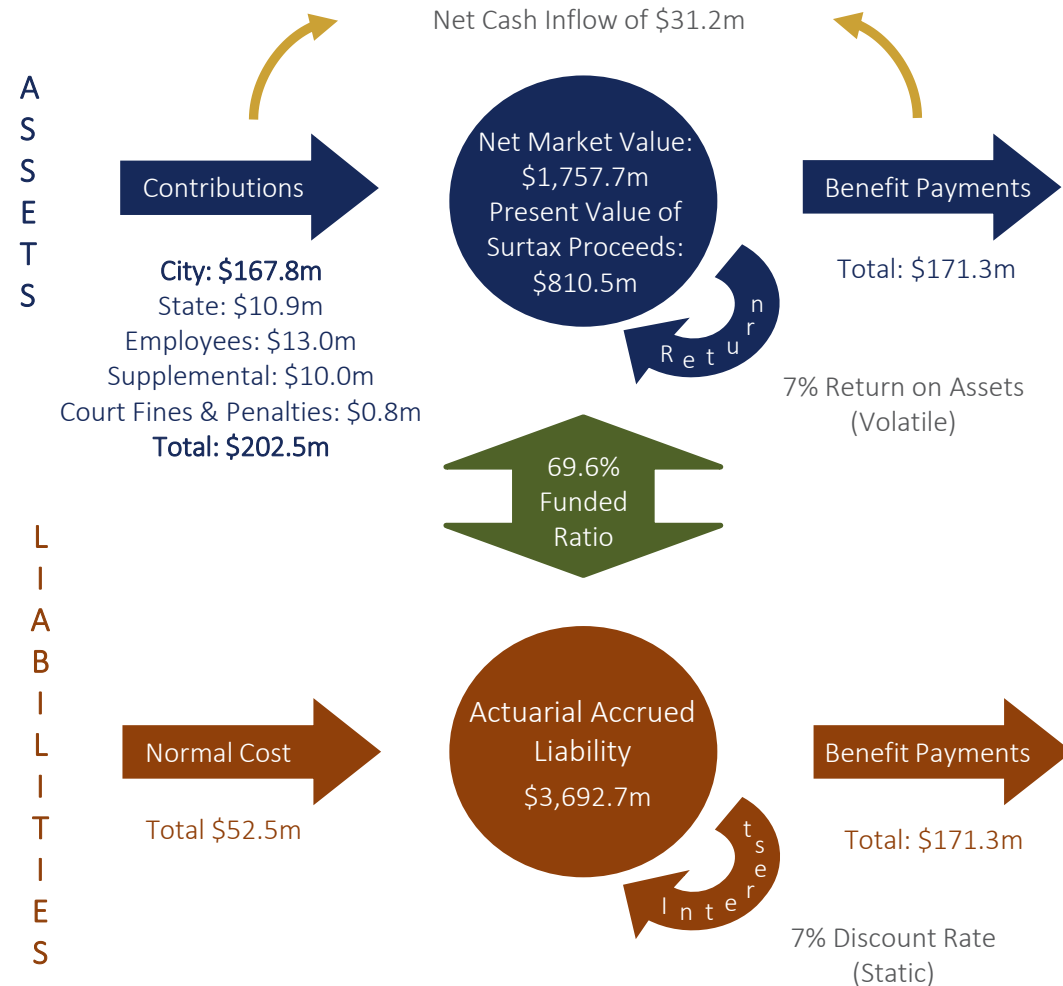 Net Cash Inflow of $31.2m
ASSETS
Contributions
Net Market Value:
$1,757.7m
Present Value of
Surtax Proceeds:
$810.5m
Benefit Payments
City: $167.8m
State: $10.9m
Employees: $13.0m
Supplemental: $10.0m
Court Fines & Penalties: $0.8m
Total: $202.5m
Total: $171.3m
Return
7% Return on Assets
(Volatile)
69.6%
Funded
Ratio
LIABILITIES
Normal Cost
Actuarial Accrued
Liability
$3,692.7m
Benefit Payments
Total $52.5m
Total: $171.3m
Interest
7% Discount Rate
(Static)